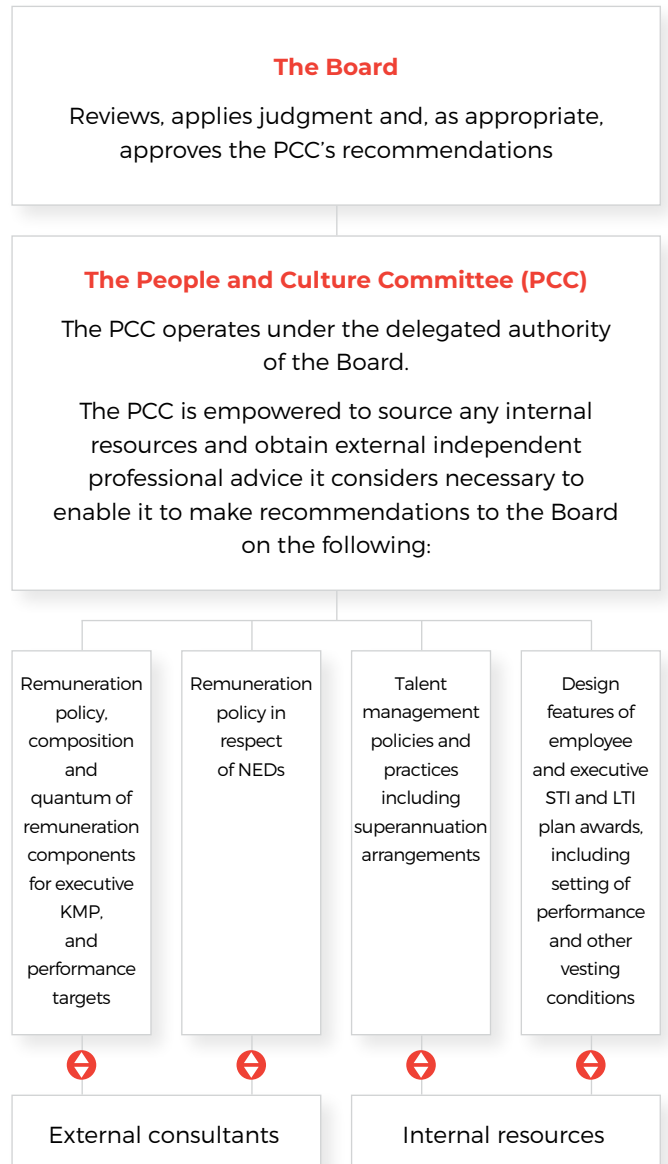 The Board
Reviews, applies judgment and, as appropriate,
approves the PCC’s recommendations
The People and Culture Committee (PCC)
The PCC operates under the delegated authority
of the Board.
The PCC is empowered to source any internal
resources and obtain external independent
professional advice it considers necessary to
enable it to make recommendations to the Board
on the following:
Remuneration
policy,
composition
and
quantum of
remuneration
components
for executive
KMP,
and
performance
targets
Remuneration
policy in
respect
of NEDs
Talent
management
policies and
practices
including
superannuation
arrangements
Design
features of
employee
and executive
STI and LTI
plan awards,
including
setting of
performance
and other
vesting
conditions
External consultants
Internal resources